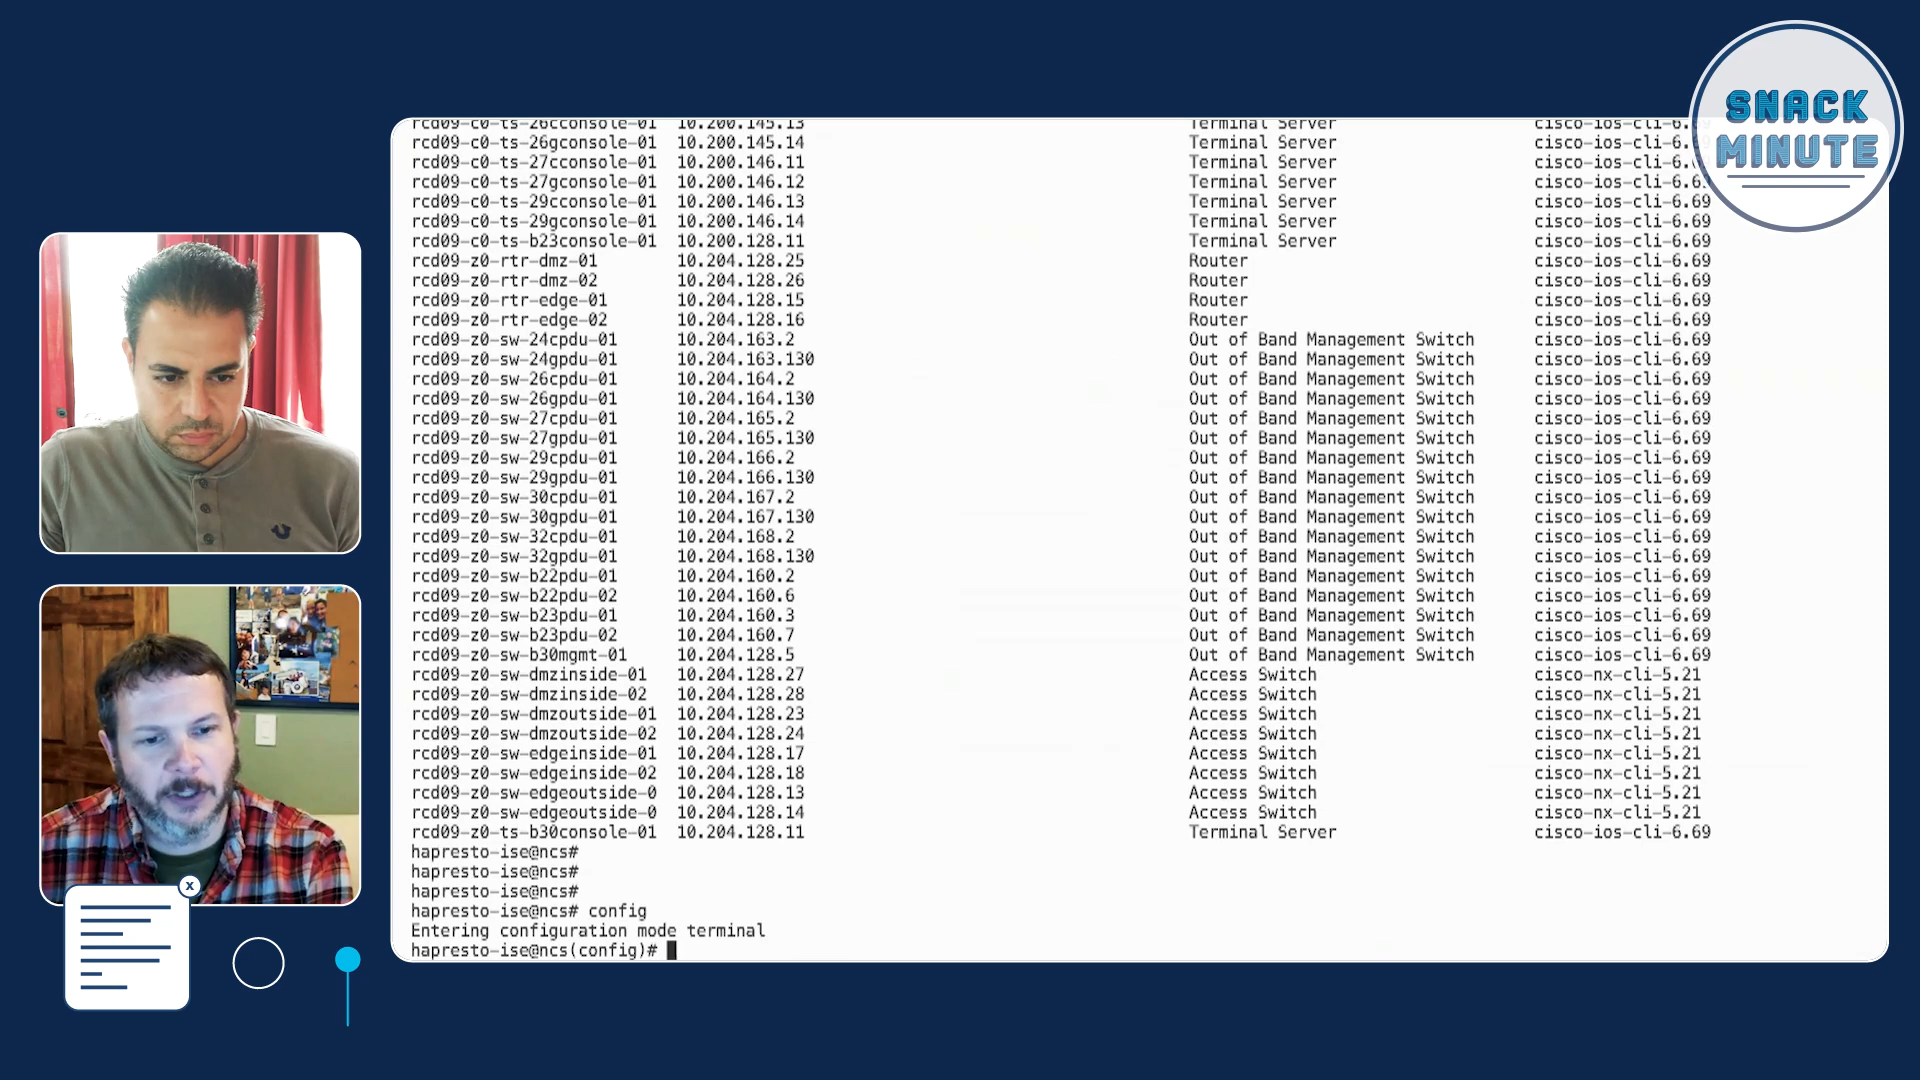 SNACK
MINUTE
rcd09-c0-ts-26cconsole-01 10.200.145.13 Terminal Server cisco-ios-cli-6.
rcd09-c0-ts-26gconsole-01 10.200.145.14 Terminal Server cisco-ios-cli-6.
rcd09-c0-ts-27cconsole-01 10.200.146.11 Terminal Server cisco-ios-cli-6.
rcd09-c0-ts-27gconsole-01 10.200.146.12 Terminal Server cisco-ios-cli-6.
rcd09-c0-ts-29cconsole-01 10.200.146.13 Terminal Server cisco-ios-cli-6.69
rcd09-c0-ts-29gconsole-01 10.200.146.14 Terminal Server cisco-ios-cli-6.69
rcd09-c0-ts-b23console-01 10.200.128.11 Terminal Server cisco-ios-cli-6.69
rcd09-z0-rtr-dmz-01 10.204.128.25 Router cisco-ios-cli-6.69
rcd09-z0-rtr-dmz-02 10.204.128.26 Router cisco-ios-cli-6.69
rcd09-z0-rtr-edge-01 10.204.128.15 Router cisco-ios-cli-6.69
rcd09-z0-rtr-edge-02 10.204.128.16 Router cisco-ios-cli-6.69
rcd09-z0-sw-24cpdu-01 10.204.163.2 Out of Band Management Switch cisco-ios-cli-6.69
rcd09-z0-sw-24gpdu-01 10.204.163.130 Out of Band Management Switch cisco-ios-cli-6.69
rcd09-z0-sw-26cpdu-01 10.204.164.2 Out of Band Management Switch cisco-ios-cli-6.69
rcd09-z0-sw-26gpdu-01 10.204.164.130 Out of Band Management Switch cisco-ios-cli-6.69
rcd09-z0-sw-27cpdu-01 10.204.165.2 Out of Band Management Switch cisco-ios-cli-6.69
rcd09-z0-sw-27gpdu-01 10.204.165.130 Out of Band Management Switch cisco-ios-cli-6.69
rcd09-z0-sw-29cpdu-01 10.204.166.2 Out of Band Management Switch cisco-ios-cli-6.69
rcd09-z0-sw-29gpdu-01 10.204.166.130 Out of Band Management Switch cisco-ios-cli-6.69
rcd09-z0-sw-30cpdu-01 10.204.167.2 Out of Band Management Switch cisco-ios-cli-6.69
rcd09-z0-sw-30gpdu-01 10.204.167.130 Out of Band Management Switch cisco-ios-cli-6.69
rcd09-z0-sw-32cpdu-01 10.204.168.2 Out of Band Management Switch cisco-ios-cli-6.69
rcd09-z0-sw-32gpdu-01 10.204.168.130 Out of Band Management Switch cisco-ios-cli-6.69
rcd09-z0-sw-b22pdu-01 10.204.160.2 Out of Band Management Switch cisco-ios-cli-6.69
rcd09-z0-sw-b22pdu-02 10.204.160.6 Out of Band Management Switch cisco-ios-cli-6.69
rcd09-z0-sw-b23pdu-01 10.204.160.3 Out of Band Management Switch cisco-ios-cli-6.69
rcd09-z0-sw-b23pdu-02 10.204.160.7 Out of Band Management Switch cisco-ios-cli-6.69
rcd09-z0-sw-b30mgmt-01 10.204.128.5 Out of Band Management Switch cisco-ios-cli-6.69
rcd09-z0-sw-dmzinside-01 10.204.128.27 Access Switch cisco-nx-cli-5.21
rcd09-z0-sw-dmzinside-02 10.204.128.28 Access Switch cisco-nx-cli-5.21
rcd09-z0-sw-dmzoutside-01 10.204.128.23 Access Switch cisco-nx-cli-5.21
rcd09-z0-sw-dmzoutside-02 10.204.128.24 Access Switch cisco-nx-cli-5.21
rcd09-z0-sw-edgeinside-01 10.204.128.17 Access Switch cisco-nx-cli-5.21
rcd09-z0-sw-edgeinside-02 10.204.128.18 Access Switch cisco-nx-cli-5.21
rcd09-z0-sw-edgeoutside-0 10.204.128.13 Access Switch cisco-nx-cli-5.21
rcd09-z0-sw-edgeoutside-0 10.204.128.14 Access Switch cisco-nx-cli-5.21
rcd09-z0-ts-b30console-01 10.204.128.11 Terminal Server cisco-ios-cli-6.69
hapresto-ise@ncs#
hapresto-ise@ncs#
hapresto-ise@ncs#
hapresto-ise@ncs# config
Entering configuration mode terminal
hapresto-ise@ncs(config)#
x